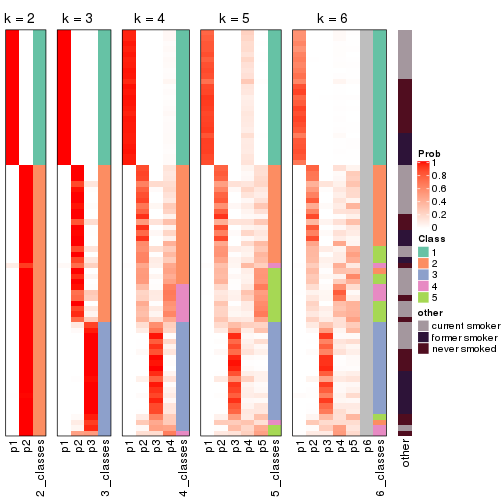 k = 2 k = 3 k = 4 k = 5 k = 6
Prob
1
0.8
0.6
0.4
0.2
0
Class
1
2
3
4
5
other
current smoker
former smoker
never smoked
p1 p2 2_classes p1 p2 p3 3_classes p1 p2 p3 p4 4_classes p1 p2 p3 p4 p5 5_classes p1 p2 p3 p4 p5 p6 6_classes other